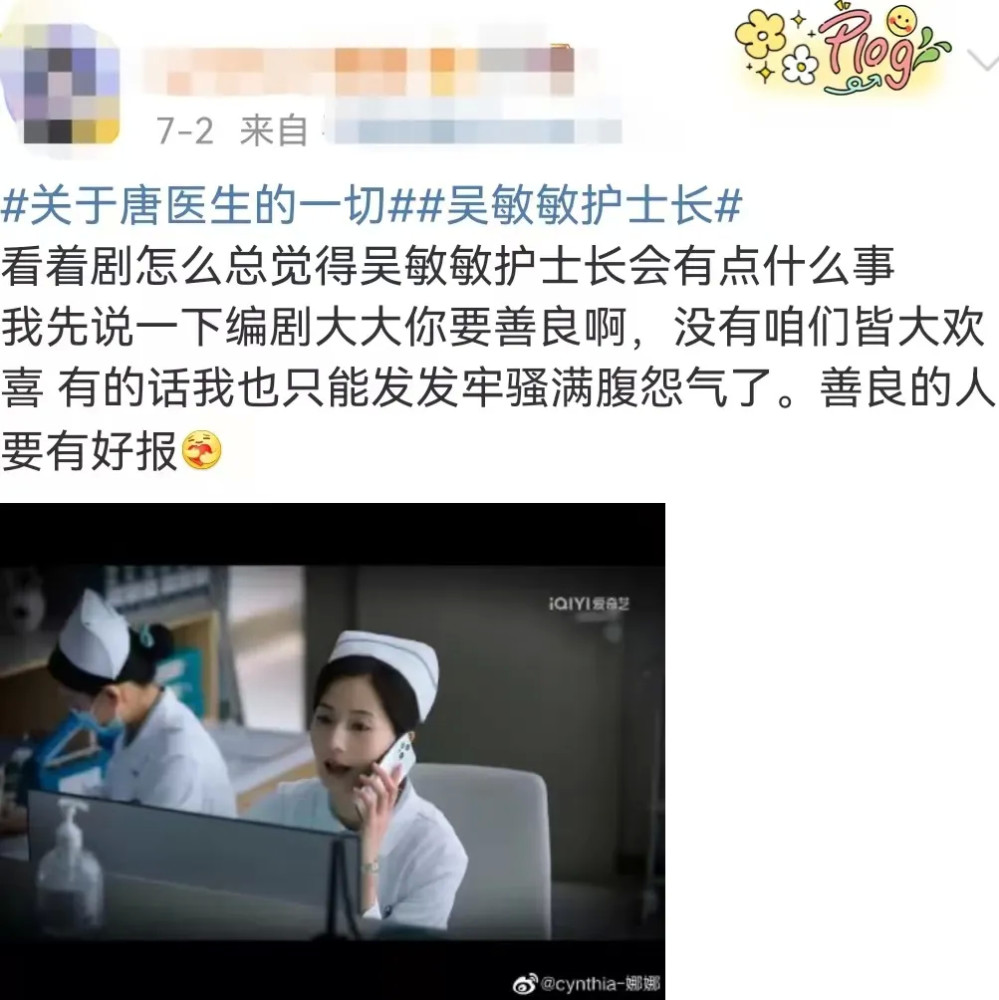 Plog
7-2 来自
#关于唐医生的一切##吴敏敏护士长#
看着剧怎么总觉得吴敏敏护士长会有点什么事
我先说一下编剧大大你要善良啊，没有咱们皆大欢
喜 有的话我也只能发发牢骚满腹怨气了。善良的人
要有好报
iQIYI爱奇艺
@cynthia-娜娜